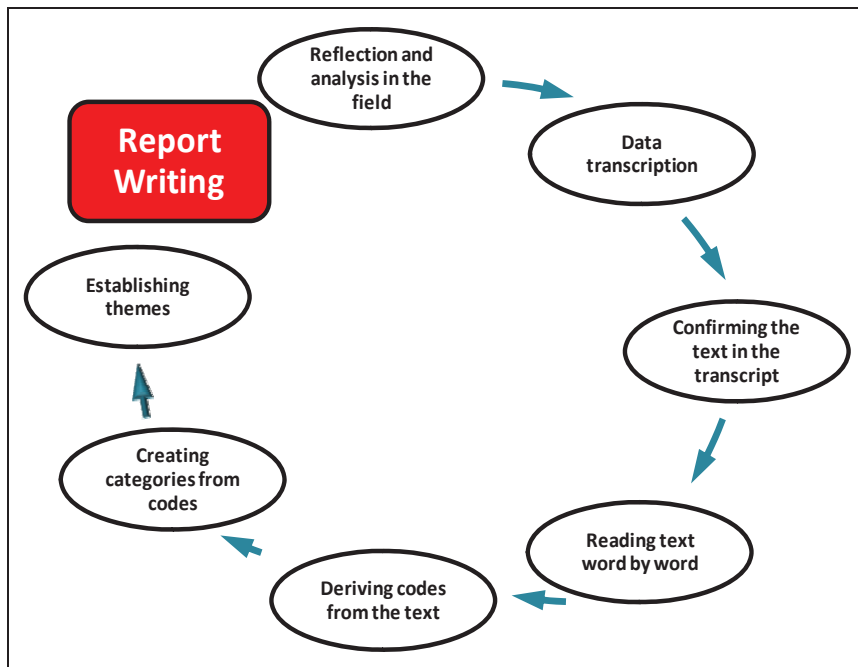 Reflection and
analysis in the
field
Report
Writing
Data
transcription
Confirming the
text in the
transcript
Reading text
word by word
Deriving codes
from the text
Creating
categories from
codes
Establishing
themes